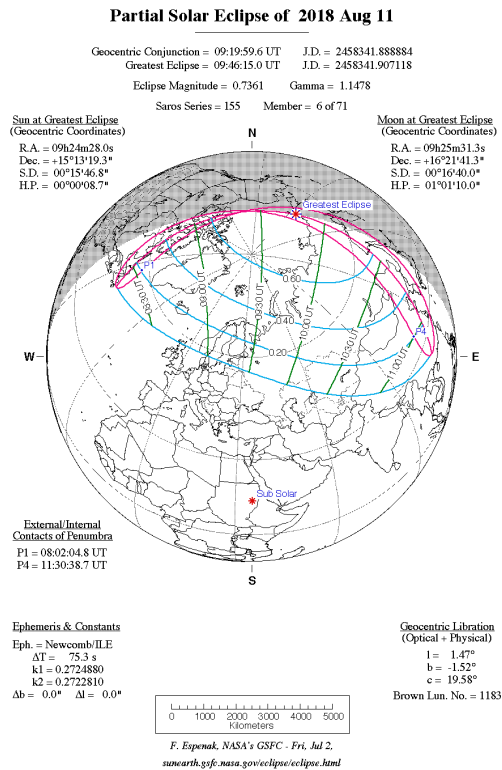 Partial Solar Eclipse of 2018 Aug 11
Geocentric Conjunction = 09:19:59.6 UT J.D. = 2458341.888884
Greatest Eclipse = 09:46:15.0 UT J.D. = 2458341.907118
Eclipse Magnitude = 0.7361 Gamma = 1.1478
Saros Series = 155 Member = 6 of 71
Sun at Greatest Eclipse
(Geocentric Coordinates)
R.A. = 09h24m28.0s
Dec. = +15°13'19.3"
S.D. = 00°15'46.8"
H.P. = 00°00'08.7"
Moon at Greatest Eclipse
(Geocentric Coordinates)
R.A. = 09h25m31.3s
Dec. = +16°21'41.3"
S.D. = 00°16'40.0"
H.P. = 01°01'10.0"
N
Greatest Eclipse
P1
0.60
0.40
0.20
09:30 UT
10:00 UT
10:30 UT
11:00 UT
P4
W
E
Sub Solar
S
External/Internal
Contacts of Penumbra
P1 = 08:02:04.8 UT
P4 = 11:30:38.7 UT
Ephemeris & Constants
Eph. = Newcomb/ILE
ΔT = 75.3 s
k1 = 0.2724880
k2 = 0.2722810
Δb = 0.0" Δl = 0.0"
Geocentric Libration
(Optical + Physical)
l = 1.47°
b = -1.52°
c = 19.58°
Brown Lun. No. = 1183
0 1000 2000 3000 4000 5000
Kilometers
F. Espenak, NASA's GSFC - Fri, Jul 2,
sunearth.gsfc.nasa.gov/eclipse/eclipse.html